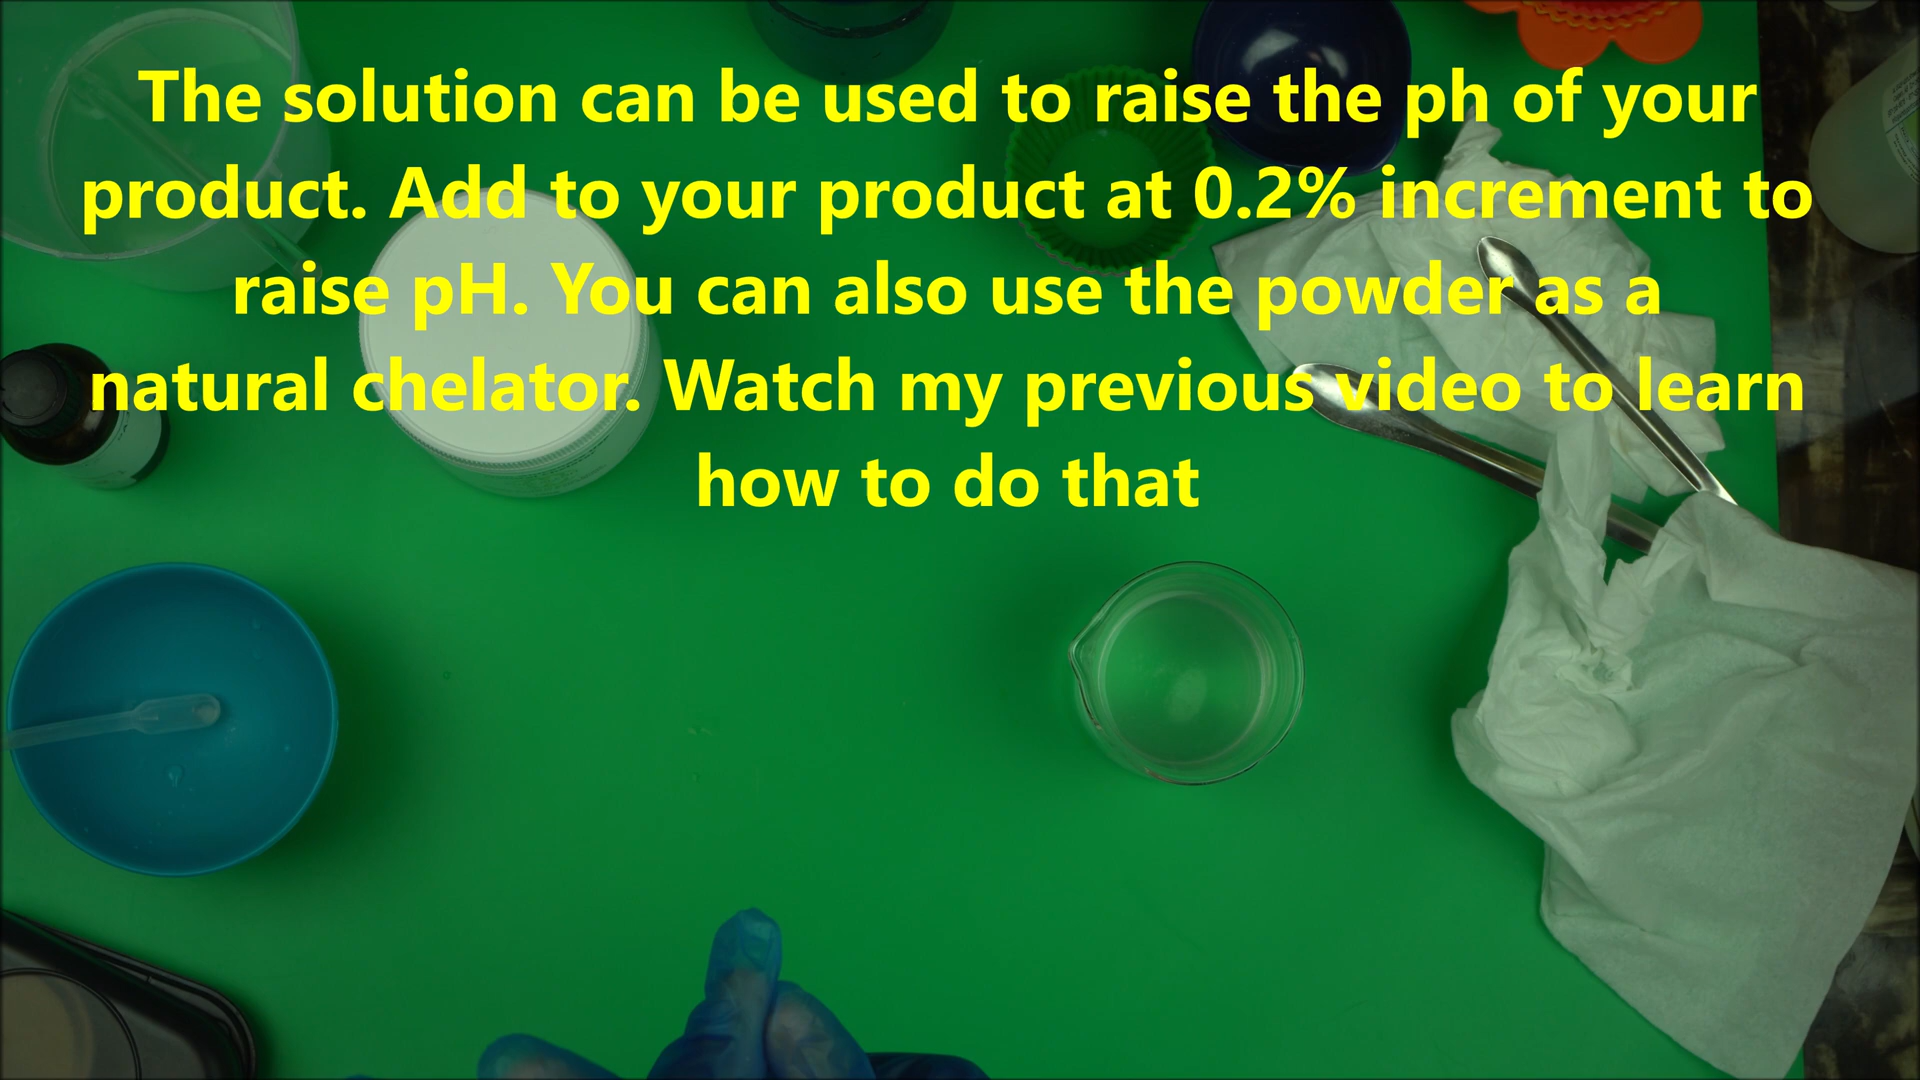 The solution can be used to raise the ph of your
product. Add to your product at 0.2% increment to
raise pH. You can also use the powder as a
natural chelator. Watch my previous video to learn
how to do that